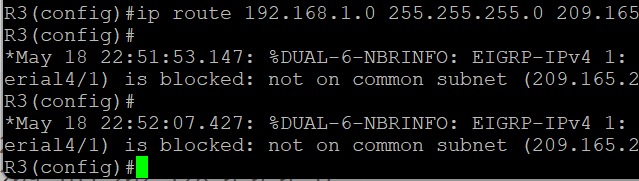 R3(config)#ip route 192.168.1.0 255.255.255.0 209.165
R3(config)#
*May 18 22:51:53.147: %DUAL-6-NBRINFO: EIGRP-IPv4 1:
erial4/1) is blocked: not on common subnet (209.165.2
R3(config)#
*May 18 22:52:07.427: %DUAL-6-NBRINFO: EIGRP-IPv4 1:
erial4/1) is blocked: not on common subnet (209.165.2
R3(config)#